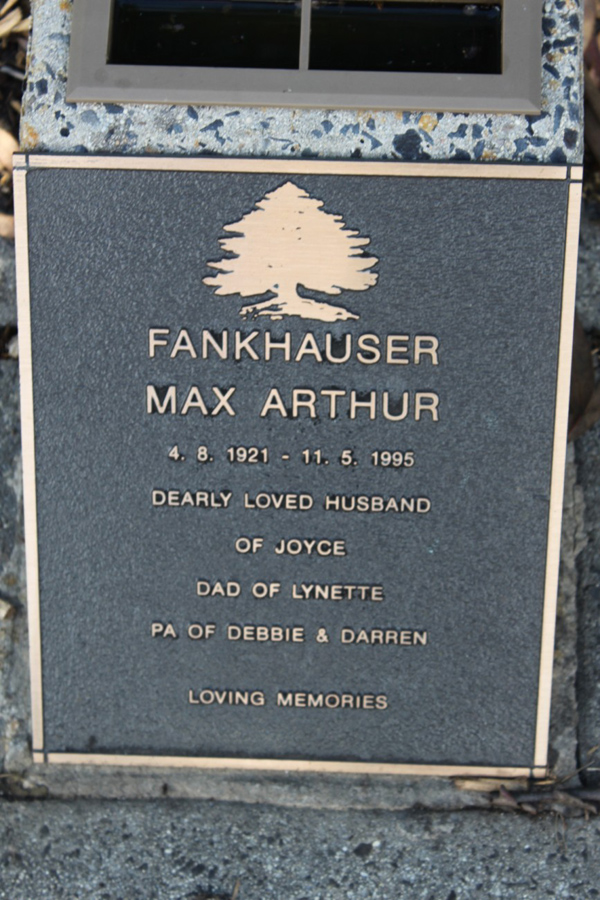 FANKHAUSER
MAX ARTHUR
4. 8. 1921 - 11. 5. 1995
DEARLY LOVED HUSBAND
OF JOYCE
DAD OF LYNETTE
PA OF DEBBIE & DARREN
LOVING MEMORIES